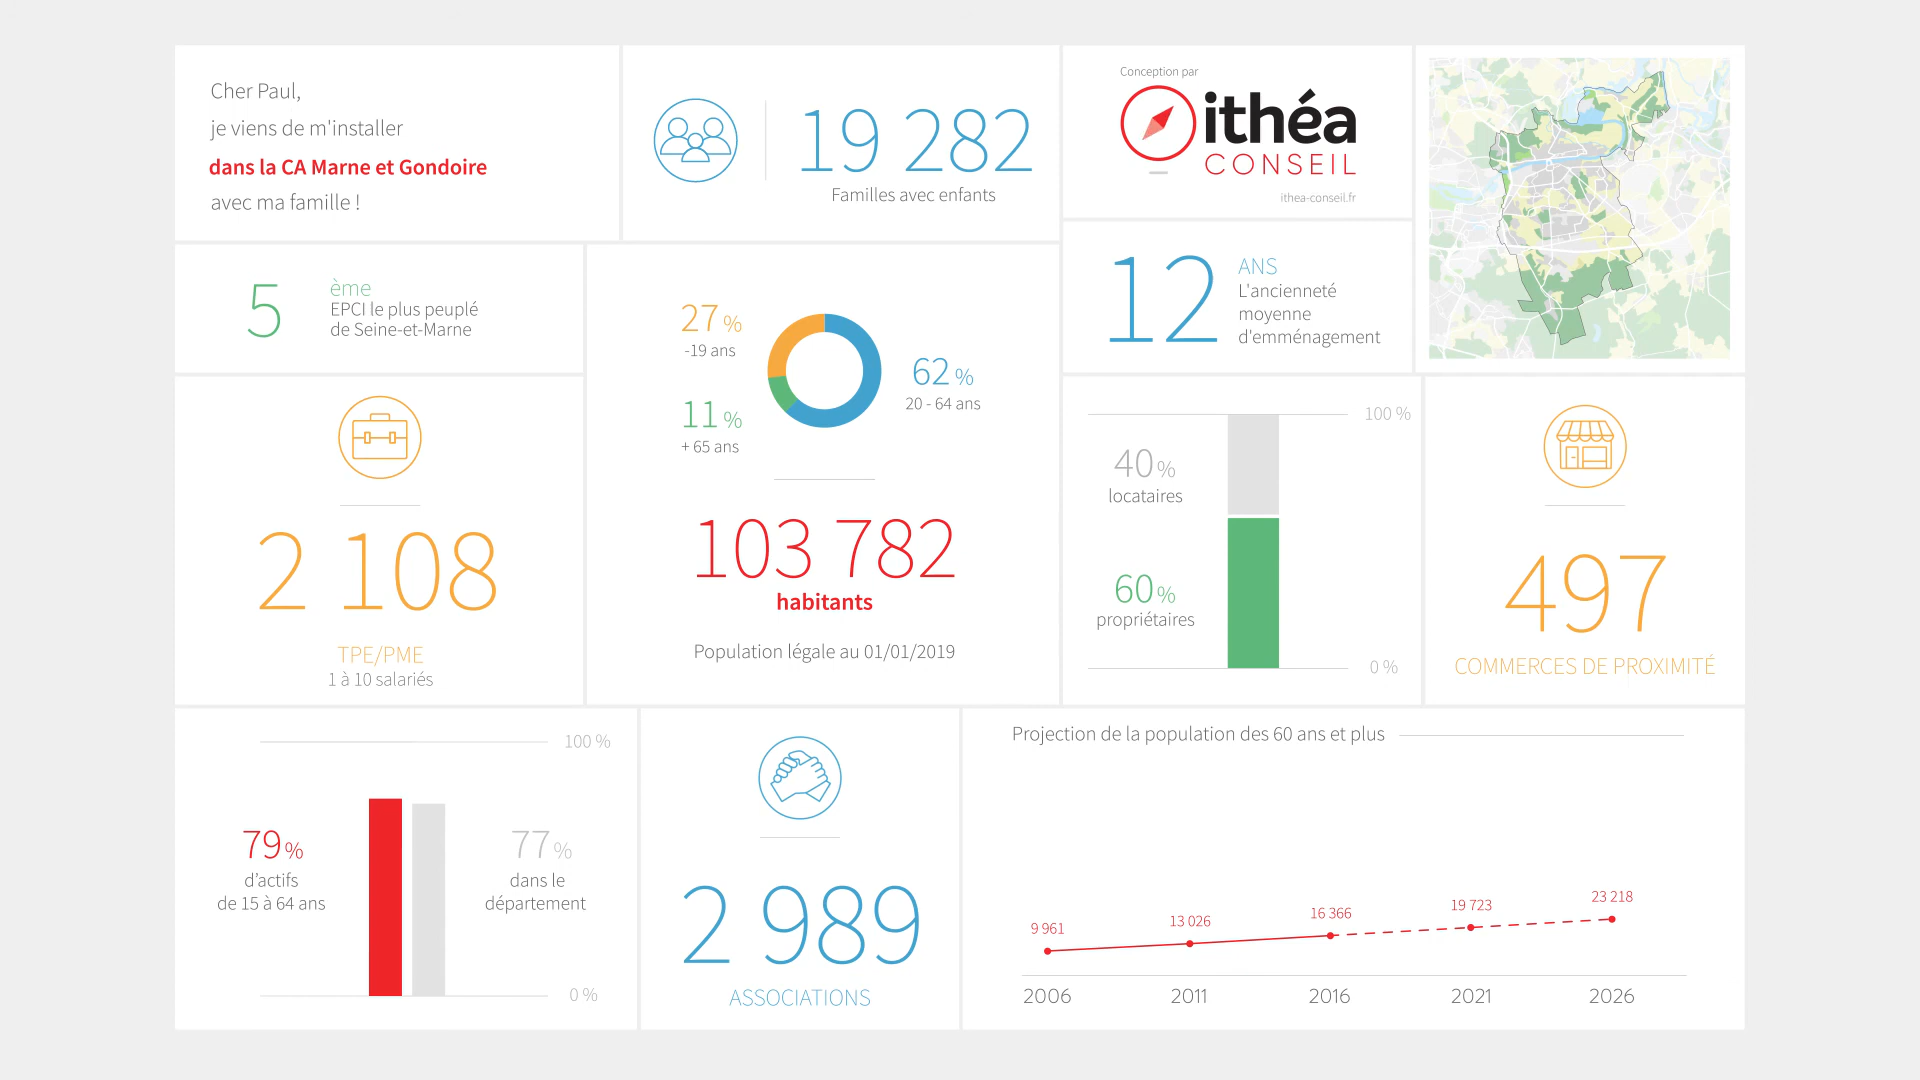 Cher Paul,
je viens de m'installer
dans la CA Marne et Gondoire
avec ma famille !
19 282
Familles avec enfants
Conception par
ithéa
CONSEIL
ithea-conseil.fr
5 ème
EPCI le plus peuplé
de Seine-et-Marne
27 %
-19 ans
11 %
+ 65 ans
62 %
20 - 64 ans
103 782
habitants
Population légale au 01/01/2019
12 ANS
L'ancienneté
moyenne
d'emménagement
2 108
TPE/PME
1 à 10 salariés
100 %
40 %
locataires
60 %
propriétaires
0 %
497
COMMERCES DE PROXIMITÉ
100 %
79 %
d’actifs
de 15 à 64 ans
77 %
dans le
département
0 %
2 989
ASSOCIATIONS
Projection de la population des 60 ans et plus
9 961
13 026
16 366
19 723
23 218
2006
2011
2016
2021
2026